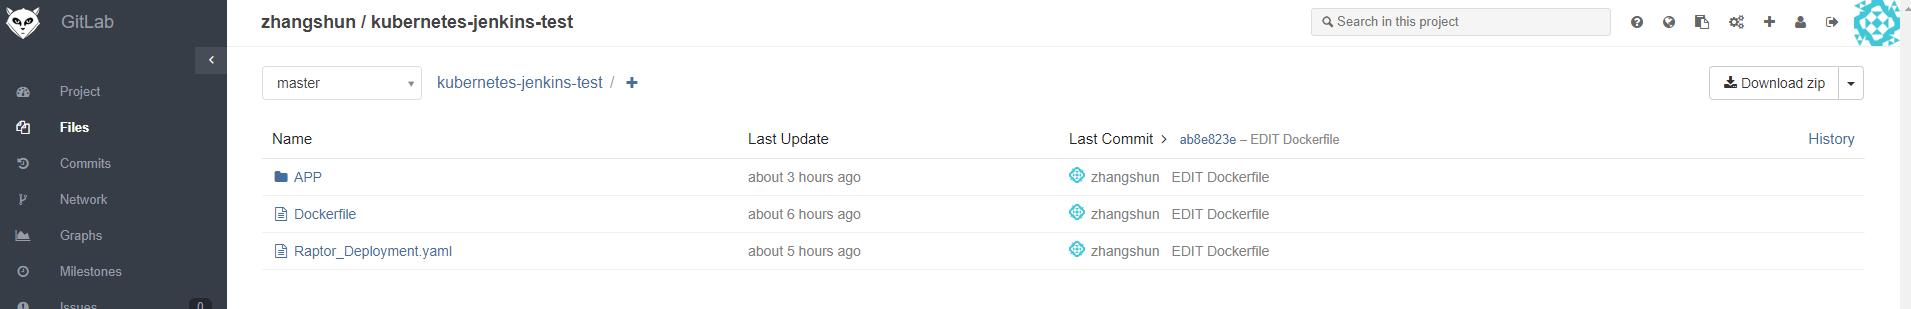 GitLab
zhangshun / kubernetes-jenkins-test
Search in this project
Project
Files
Commits
Network
Graphs
Milestones
Issues 0
master
kubernetes-jenkins-test /
Download zip
Name Last Update Last Commit ab8e823e – EDIT Dockerfile History
APP about 3 hours ago zhangshun EDIT Dockerfile
Dockerfile about 6 hours ago zhangshun EDIT Dockerfile
Raptor_Deployment.yaml about 5 hours ago zhangshun EDIT Dockerfile